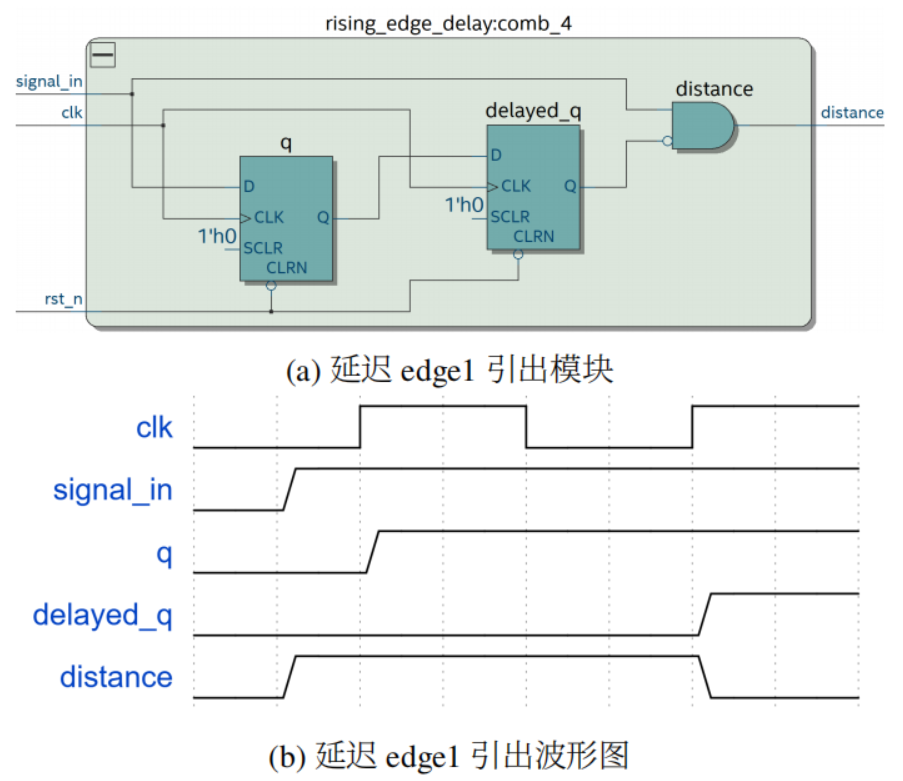 rising_edge_delay:comb_4
signal_in
clk
rst_n
q
D
CLK
Q
1'h0
SCLR
CLRN
delayed_q
D
CLK
Q
1'h0
SCLR
CLRN
distance
distance
(a) 延迟 edge1 引出模块
clk
signal_in
q
delayed_q
distance
(b) 延迟 edge1 引出波形图